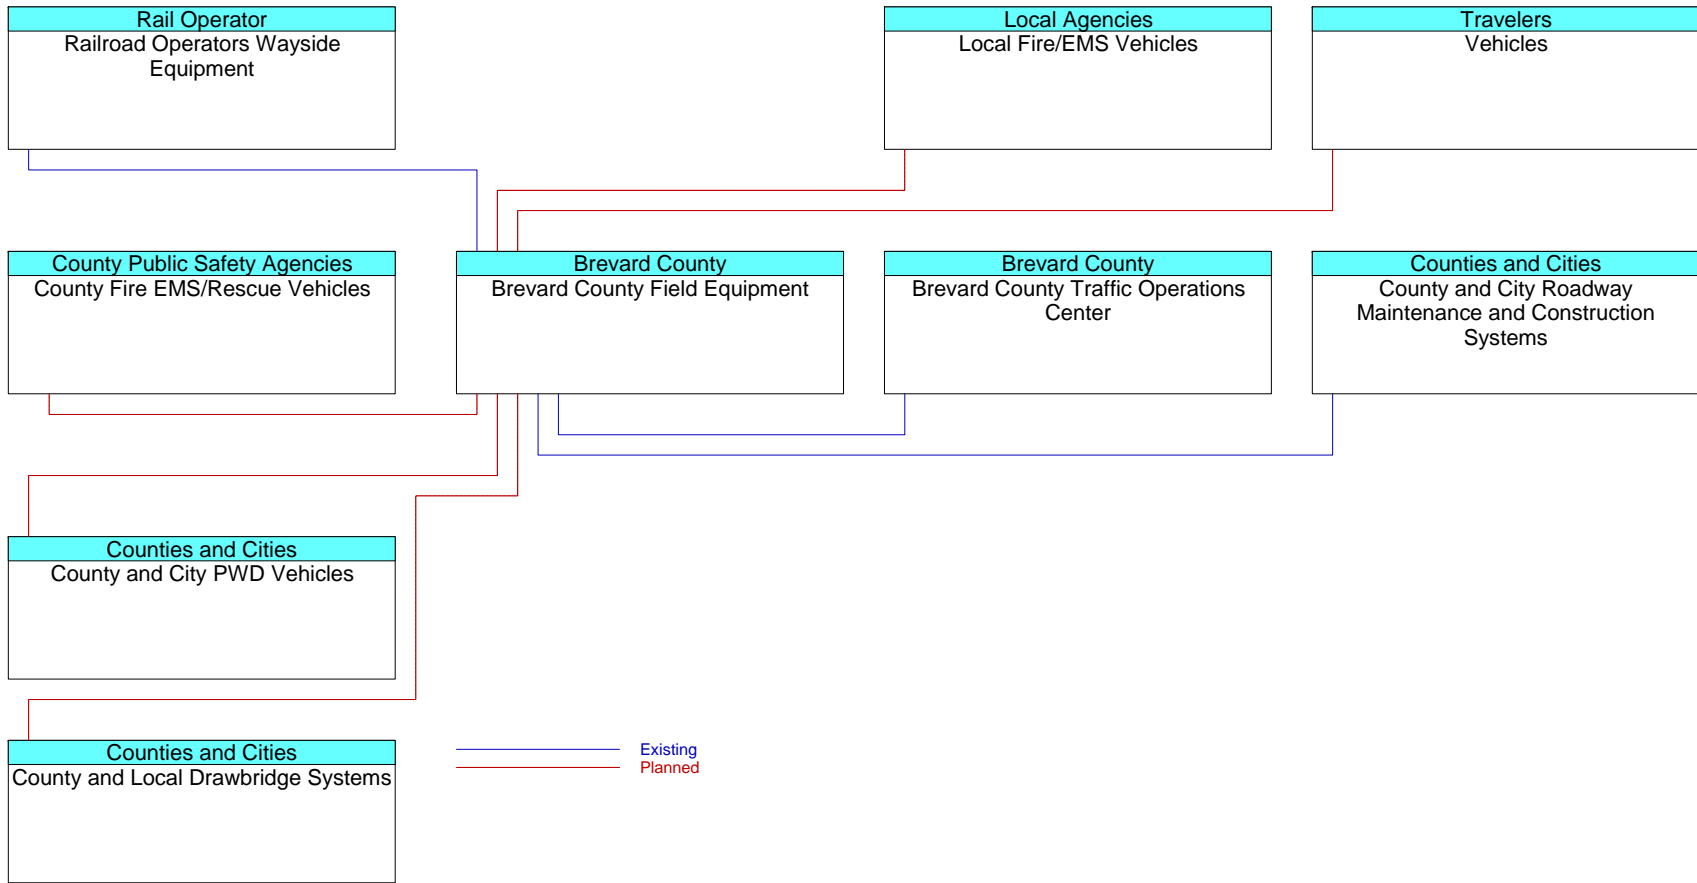 Rail Operator
Railroad Operators Wayside
Equipment
Local Agencies
Local Fire/EMS Vehicles
Travelers
Vehicles
County Public Safety Agencies
County Fire EMS/Rescue Vehicles
Brevard County
Brevard County Field Equipment
Brevard County
Brevard County Traffic Operations
Center
Counties and Cities
County and City Roadway
Maintenance and Construction
Systems
Counties and Cities
County and City PWD Vehicles
Counties and Cities
County and Local Drawbridge Systems
Existing
Planned